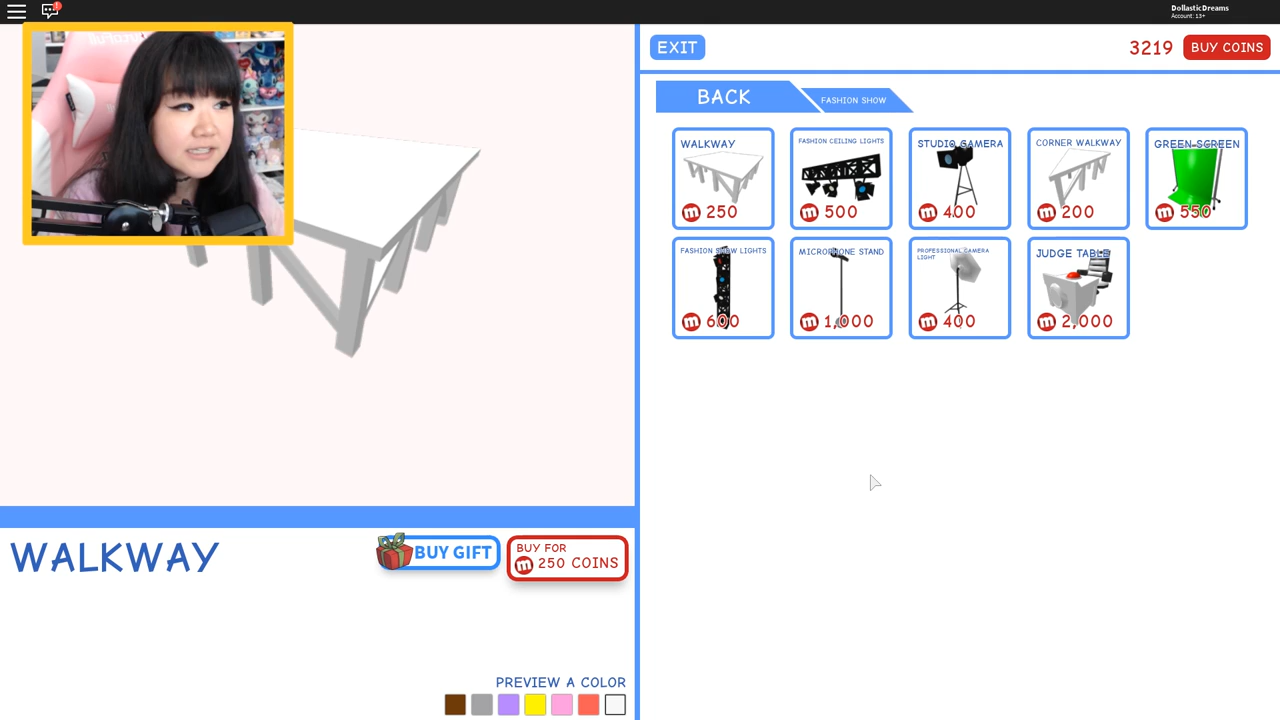 1
DollasticDreams
Account: 13+
EXIT
3219
BUY COINS
BACK
FASHION SHOW
WALKWAY
250
FASHION CEILING LIGHTS
500
STUDIO CAMERA
400
CORNER WALKWAY
200
GREEN SCREEN
550
FASHION SHOW LIGHTS
600
MICROPHONE STAND
1,000
PROFESSIONAL CAMERA
LIGHT
400
JUDGE TABLE
2,000
WALKWAY
BUY GIFT
BUY FOR
250 COINS
PREVIEW A COLOR